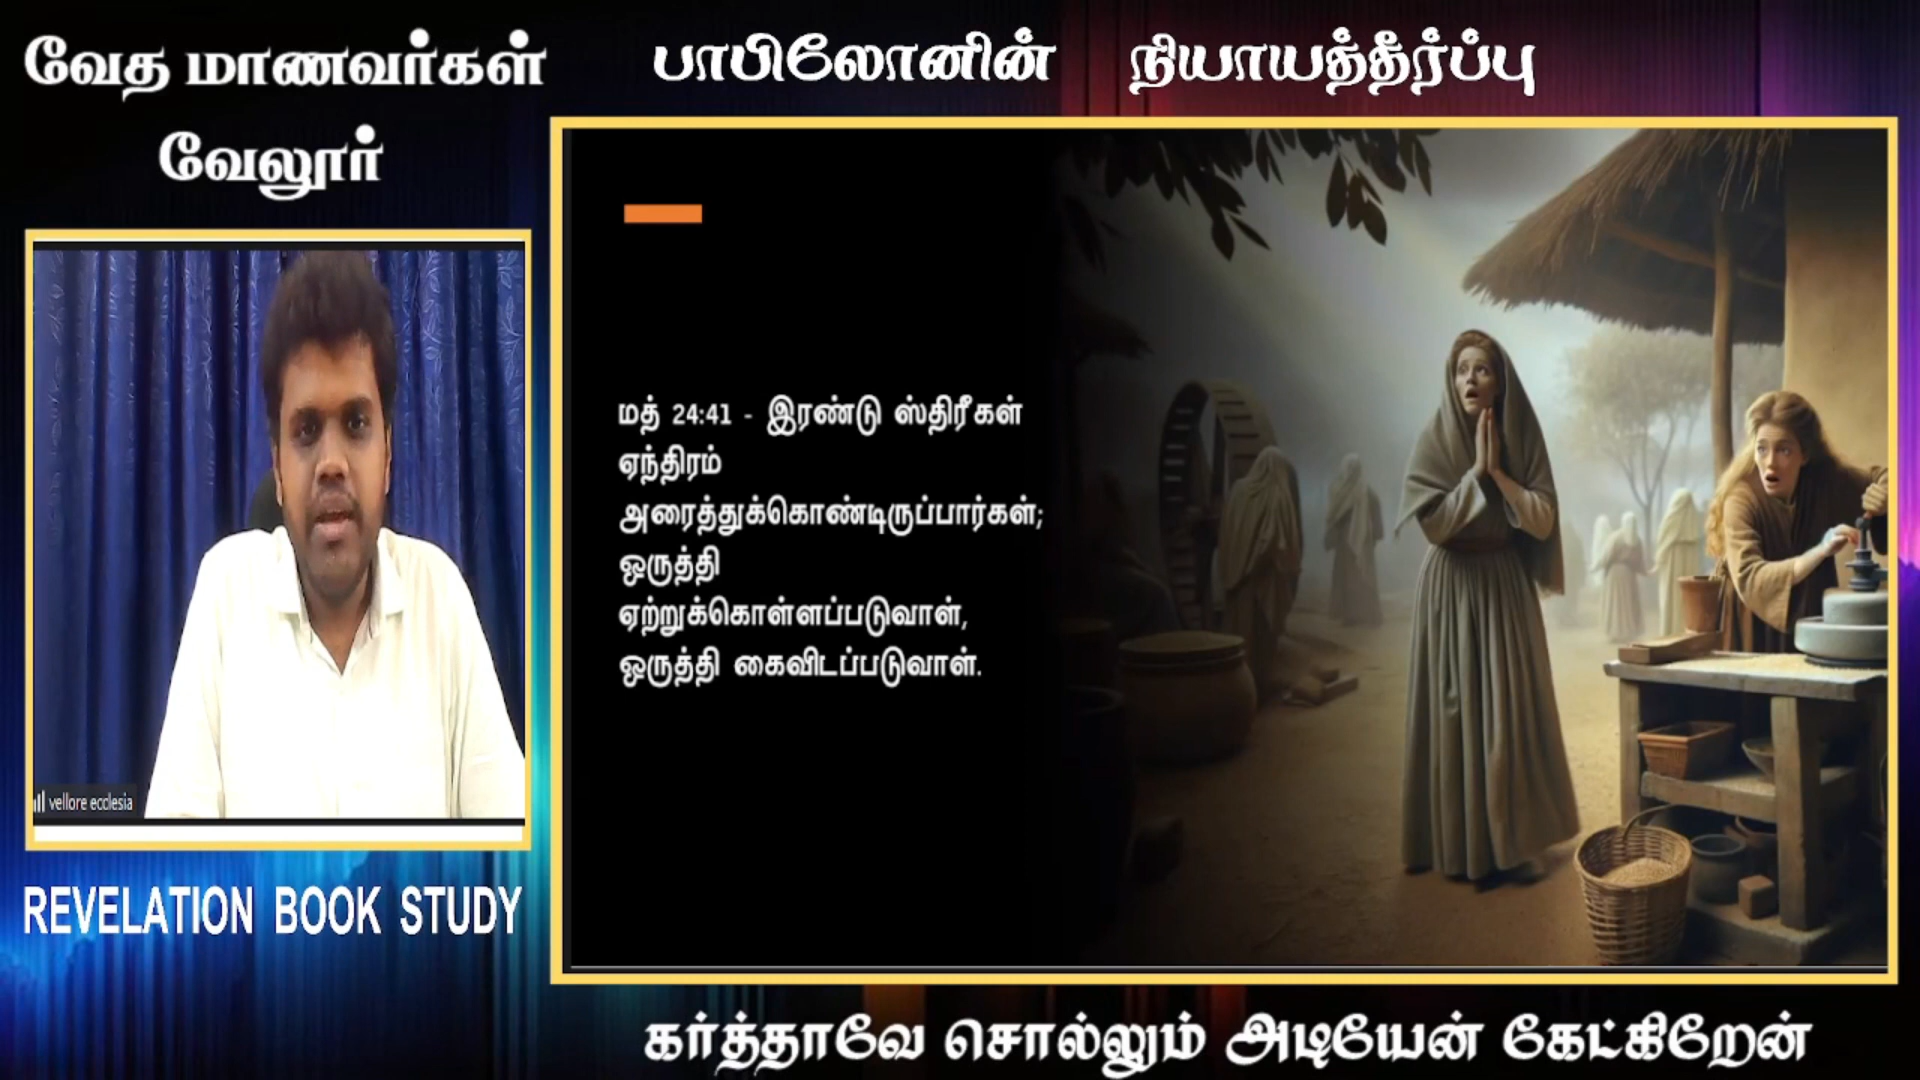 வேத மாணவர்கள்
வேலூர்
பாபிலோனின் நியாயத்தீர்ப்பு
மத் 24:41 - இரண்டு ஸ்திரீகள்
ஏந்திரம்
அரைத்துக்கொண்டிருப்பார்கள்;
ஒருத்தி
ஏற்றுக்கொள்ளப்படுவாள்,
ஒருத்தி கைவிடப்படுவாள்.
vellore ecclesia
REVELATION BOOK STUDY
கர்த்தாவே சொல்லும் அடியேன் கேட்கிறேன்